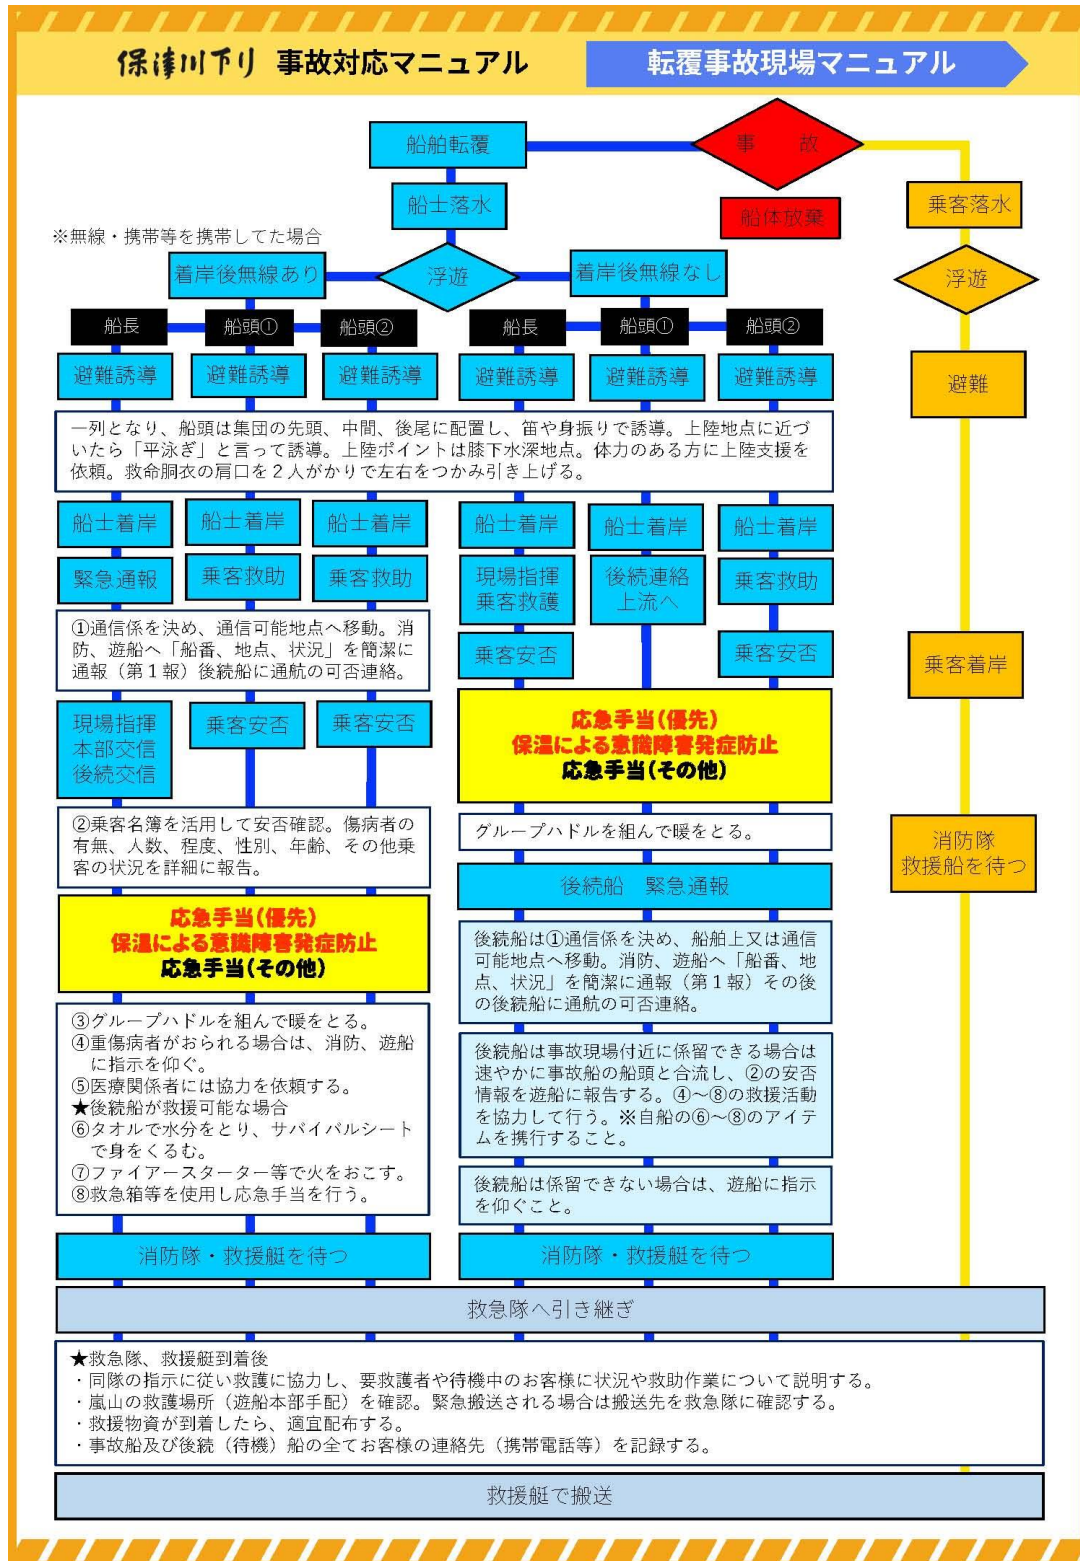 保津川下り 事故対応マニュアル
転覆事故現場マニュアル
船舶転覆
事 故
船士落水
船体放棄
乗客落水
※無線・携帯等を携帯してた場合
着岸後無線あり
浮遊
着岸後無線なし
浮遊
船長
船頭①
船頭②
船長
船頭①
船頭②
避難誘導
避難誘導
避難誘導
避難誘導
避難誘導
避難誘導
避難
一列となり、船頭は集団の先頭、中間、後尾に配置し、笛や身振りで誘導。上陸地点に近づ
いたら「平泳ぎ」と言って誘導。上陸ポイントは膝下水深地点。体力のある方に上陸支援を
依頼。救命胴衣の肩口を２人がかりで左右をつかみ引き上げる。
船士着岸
船士着岸
船士着岸
船士着岸
船士着岸
船士着岸
緊急通報
乗客救助
乗客救助
現場指揮
乗客救護
後続連絡
上流へ
乗客救助
①通信係を決め、通信可能地点へ移動。消
防、遊船へ「船番、地点、状況」を簡潔に
通報（第１報）後続船に通航の可否連絡。
乗客安否
乗客安否
乗客着岸
現場指揮
本部交信
後続交信
乗客安否
乗客安否
応急手当(優先)
保温による意識障害発症防止
応急手当(その他)
②乗客名簿を活用して安否確認。傷病者の
有無、人数、程度、性別、年齢、その他乗
客の状況を詳細に報告。
グループハドルを組んで暖をとる。
消防隊
救援船を待つ
後続船　緊急通報
応急手当(優先)
保温による意識障害発症防止
応急手当(その他)
後続船は①通信係を決め、船舶上又は通信
可能地点へ移動。消防、遊船へ「船番、地
点、状況」を簡潔に通報（第１報）その後
の後続船に通航の可否連絡。
③グループハドルを組んで暖をとる。
④重傷病者がおられる場合は、消防、遊船
に指示を仰ぐ。
⑤医療関係者には協力を依頼する。
★後続船が救援可能な場合
⑥タオルで水分をとり、サバイバルシート
で身をくるむ。
⑦ファイアースターター等で火をおこす。
⑧救急箱等を使用し応急手当を行う。
後続船は事故現場付近に係留できる場合は
速やかに事故船の船頭と合流し、②の安否
情報を遊船に報告する。④～⑧の救援活動
を協力して行う。※自船の⑥～⑧のアイテ
ムを携行すること。
後続船は係留できない場合は、遊船に指示
を仰ぐこと。
消防隊・救援艇を待つ
消防隊・救援艇を待つ
救急隊へ引き継ぎ
★救急隊、救援艇到着後
・同隊の指示に従い救護に協力し、要救護者や待機中のお客様に状況や救助作業について説明する。
・嵐山の救護場所（遊船本部手配）を確認。緊急搬送される場合は搬送先を救急隊に確認する。
・救援物資が到着したら、適宜配布する。
・事故船及び後続（待機）船の全てお客様の連絡先（携帯電話等）を記録する。
救援艇で搬送